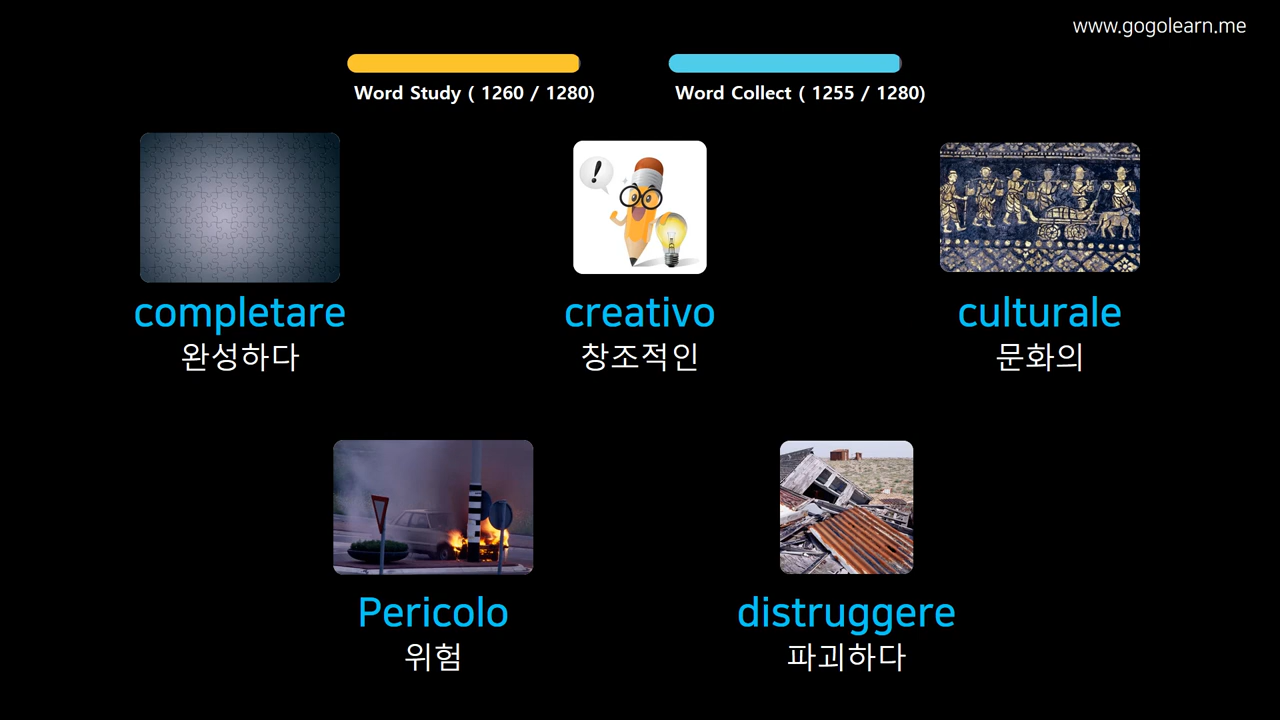 www.gogolearn.me
Word Study ( 1260 / 1280)
Word Collect ( 1255 / 1280)
!
completare
완성하다
creativo
창조적인
culturale
문화의
Pericolo
위험
distruggere
파괴하다